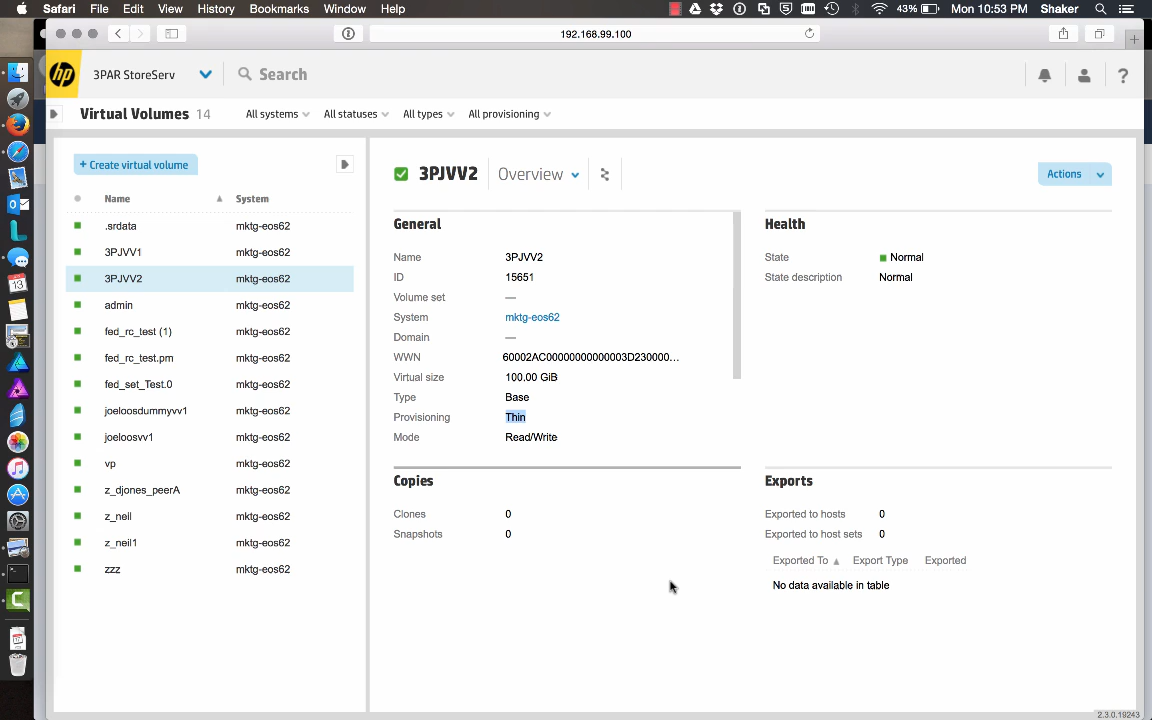 Safari File Edit View History Bookmarks Window Help 43% Mon 10:53 PM Shaker
192.168.99.100
hp 3PAR StoreServ Search ?
Virtual Volumes 14 All systems All statuses All types All provisioning
+ Create virtual volume
Name System
.srdata mktg-eos62
3PJVV1 mktg-eos62
3PJVV2 mktg-eos62
admin mktg-eos62
fed_rc_test (1) mktg-eos62
fed_rc_test.pm mktg-eos62
fed_set_Test.0 mktg-eos62
joeloosdummyvv1 mktg-eos62
joeloosvv1 mktg-eos62
vp mktg-eos62
z_djones_peerA mktg-eos62
z_neil mktg-eos62
z_neil1 mktg-eos62
zzz mktg-eos62
3PJVV2 Overview Actions
General
Name 3PJVV2
ID 15651
Volume set —
System mktg-eos62
Domain —
WWN 60002AC00000000000003D230000...
Virtual size 100.00 GiB
Type Base
Provisioning Thin
Mode Read/Write
Health
State Normal
State description Normal
Copies
Clones 0
Snapshots 0
Exports
Exported to hosts 0
Exported to host sets 0
Exported To Export Type Exported
No data available in table
2.3.0.19243